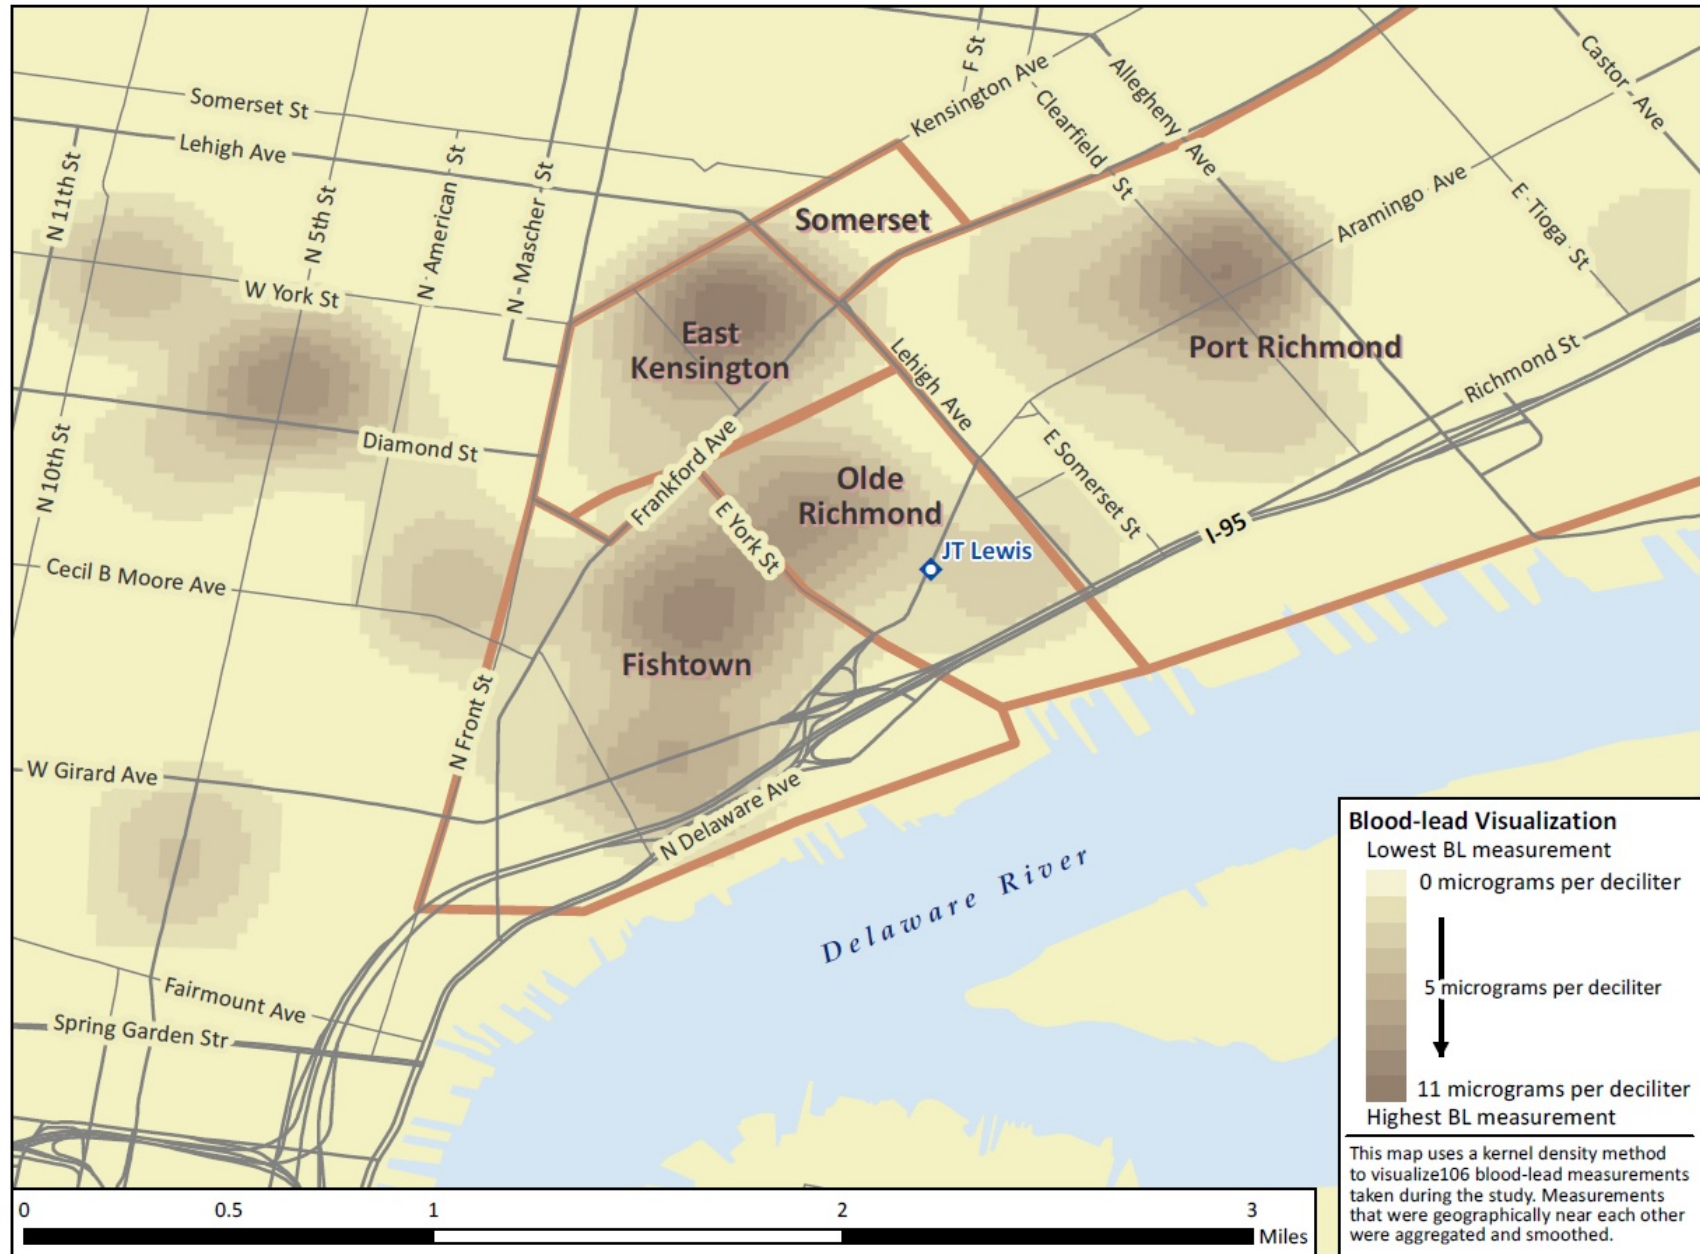 F St
Kensington Ave
Allegheny Ave
Castor Ave
Clearfield St
Somerset St
Lehigh Ave
N 11th St
N 5th St
N American St
N Mascher St
Aramingo Ave
E Tioga St
Somerset
W York St
East
Kensington
Port Richmond
Lehigh Ave
Richmond St
N 10th St
Diamond St
Frankford Ave
E Somerset St
Olde
Richmond
E York St
I-95
JT Lewis
Cecil B Moore Ave
Fishtown
N Front St
W Girard Ave
N Delaware Ave
Delaware River
Fairmount Ave
Spring Garden Str
Blood-lead Visualization
Lowest BL measurement
0 micrograms per deciliter
5 micrograms per deciliter
11 micrograms per deciliter
Highest BL measurement
This map uses a kernel density method
to visualize106 blood-lead measurements
taken during the study. Measurements
that were geographically near each other
were aggregated and smoothed.
0 0.5 1 2 3
Miles